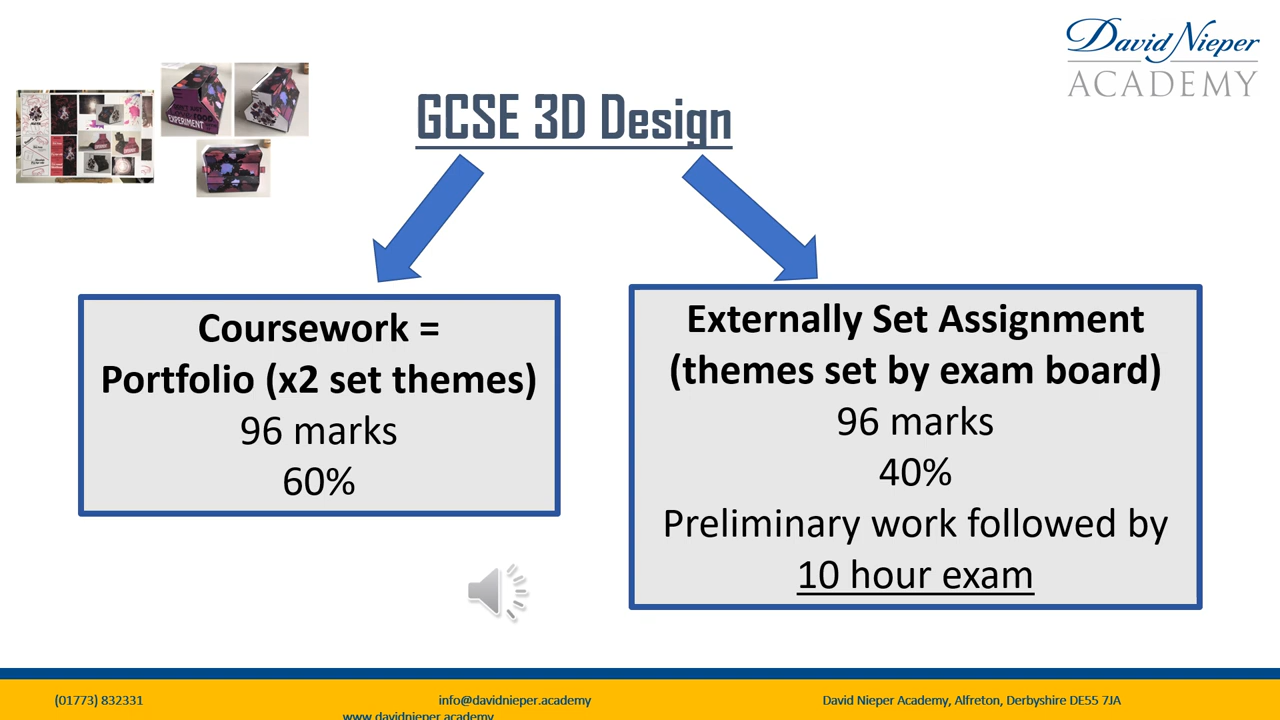 David Nieper
ACADEMY
GCSE 3D Design
EXPERIMENT
Coursework =
Portfolio (x2 set themes)
96 marks
60%
Externally Set Assignment
(themes set by exam board)
96 marks
40%
Preliminary work followed by
10 hour exam
(01773) 832331
info@davidnieper.academy
David Nieper Academy, Alfreton, Derbyshire DE55 7JA
www.davidnieper.academy